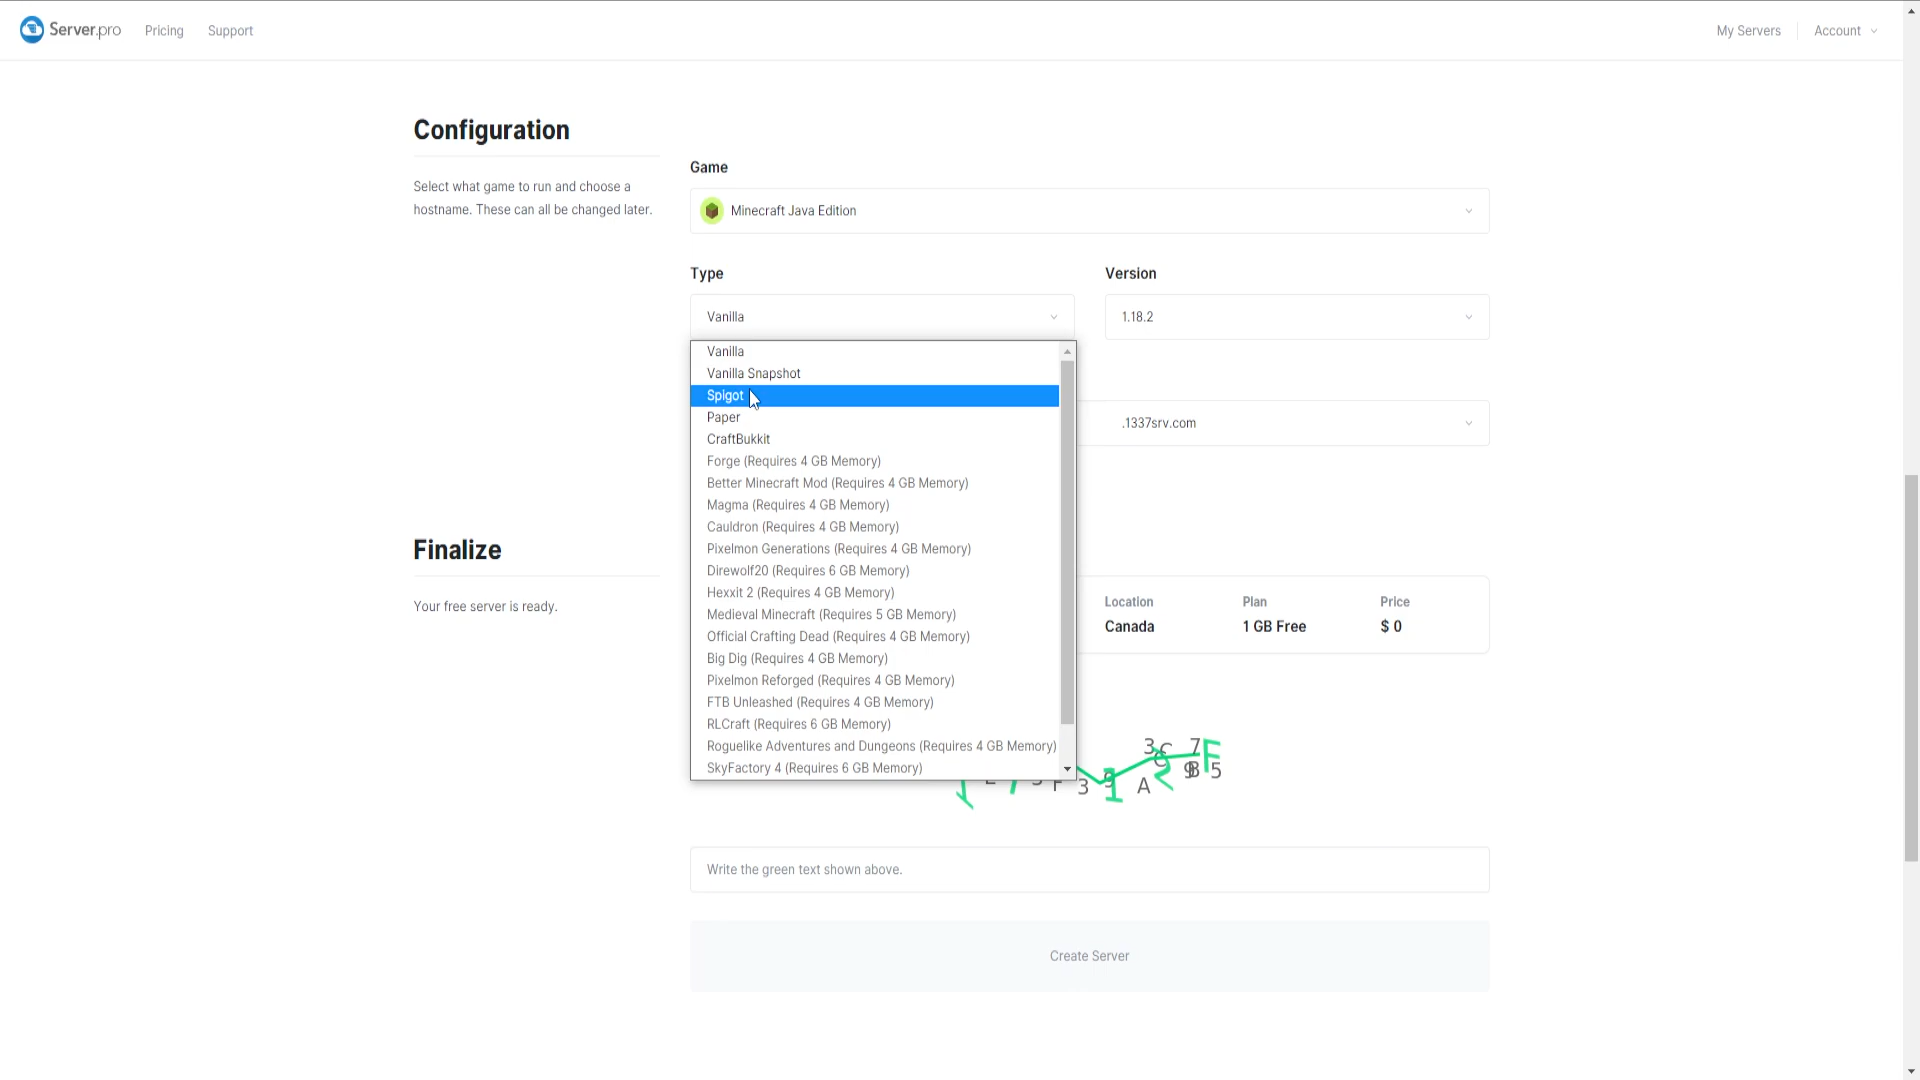 Server.pro
Pricing
Support
My Servers
Account
Configuration
Select what game to run and choose a
hostname. These can all be changed later.
Game
Minecraft Java Edition
Type
Version
Vanilla
1.18.2
Vanilla
Vanilla Snapshot
Spigot
Paper
CraftBukkit
Forge (Requires 4 GB Memory)
Better Minecraft Mod (Requires 4 GB Memory)
Magma (Requires 4 GB Memory)
Cauldron (Requires 4 GB Memory)
Pixelmon Generations (Requires 4 GB Memory)
Direwolf20 (Requires 6 GB Memory)
Hexxit 2 (Requires 4 GB Memory)
Medieval Minecraft (Requires 5 GB Memory)
Official Crafting Dead (Requires 4 GB Memory)
Big Dig (Requires 4 GB Memory)
Pixelmon Reforged (Requires 4 GB Memory)
FTB Unleashed (Requires 4 GB Memory)
RLCraft (Requires 6 GB Memory)
Roguelike Adventures and Dungeons (Requires 4 GB Memory)
SkyFactory 4 (Requires 6 GB Memory)
.1337srv.com
Finalize
Your free server is ready.
Location
Plan
Price
Canada
1 GB Free
$ 0
Write the green text shown above.
Create Server